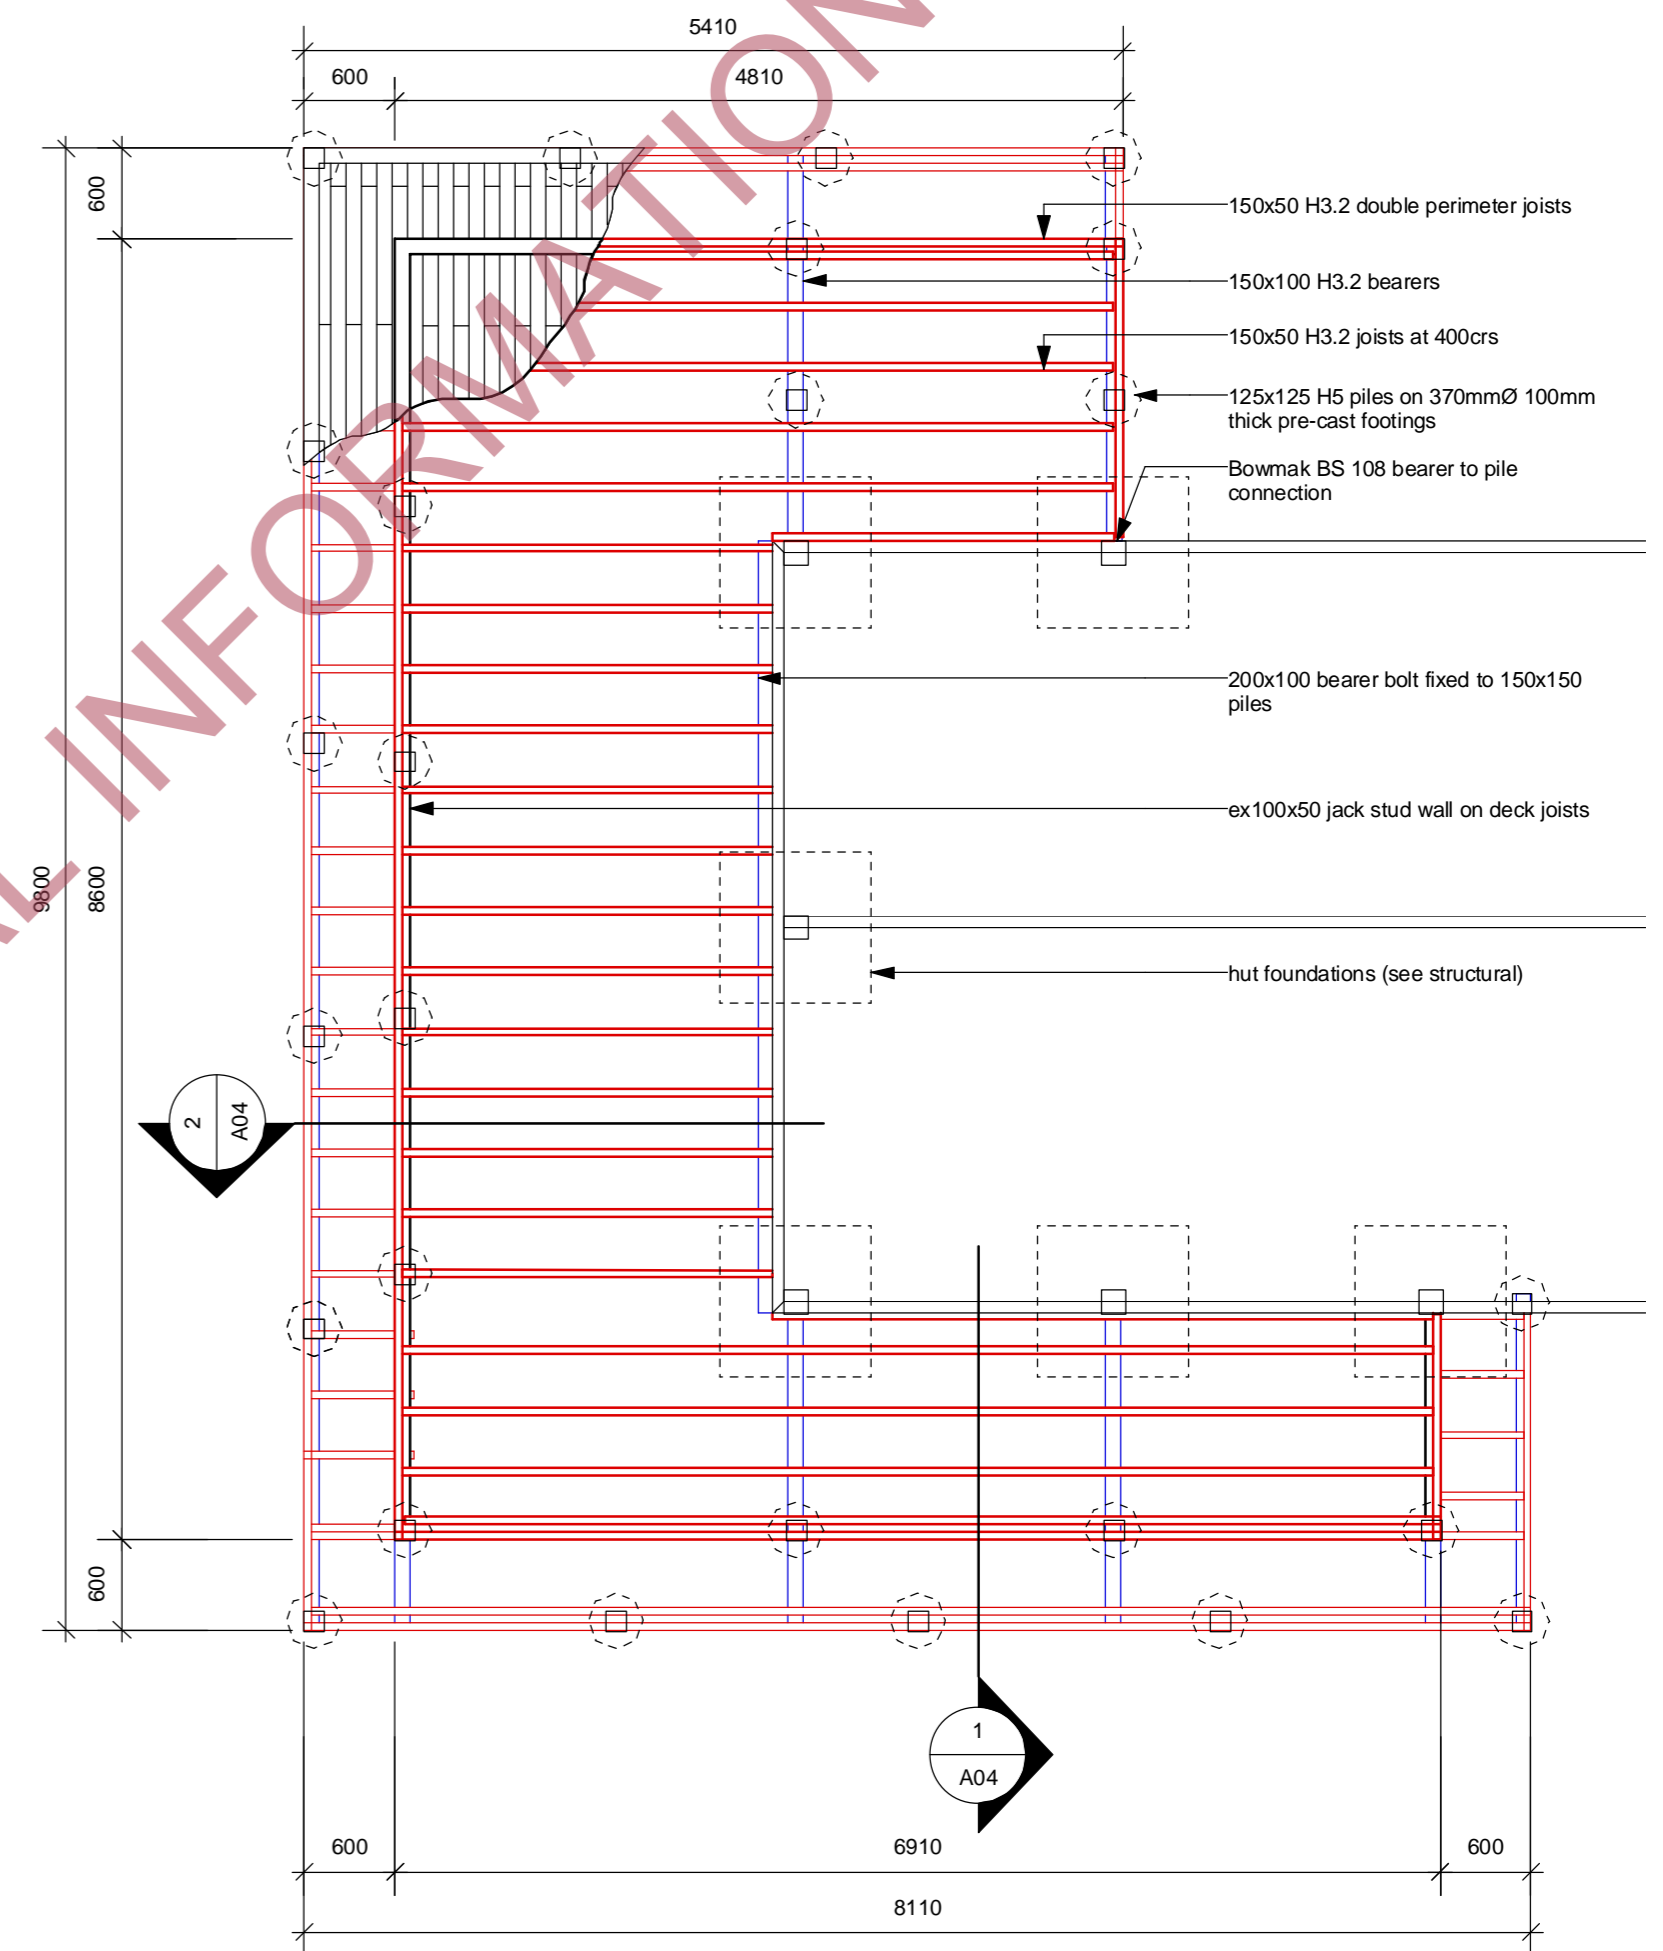 5410
600
4810
600
150x50 H3.2 double perimeter joists
150x100 H3.2 bearers
150x50 H3.2 joists at 400crs
125x125 H5 piles on 370mmØ 100mm
thick pre-cast footings
Bowmak BS 108 bearer to pile
connection
200x100 bearer bolt fixed to 150x150
piles
ex100x50 jack stud wall on deck joists
9800
8600
hut foundations (see structural)
2
A04
600
1
A04
600
6910
600
8110
L INFORMATION